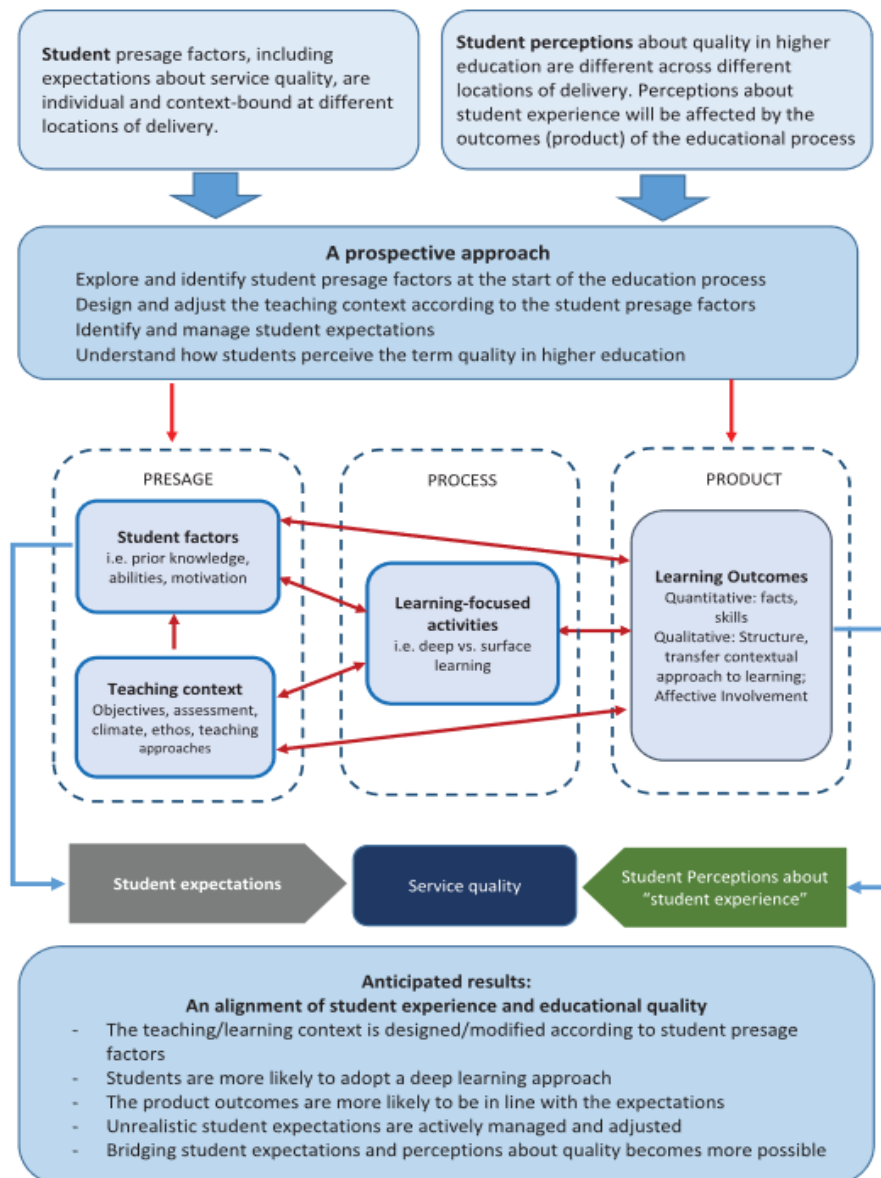 Student presage factors, including
expectations about service quality, are
individual and context-bound at different
locations of delivery.
Student perceptions about quality in higher
education are different across different
locations of delivery. Perceptions about
student experience will be affected by the
outcomes (product) of the educational process
A prospective approach
Explore and identify student presage factors at the start of the education process
Design and adjust the teaching context according to the student presage factors
Identify and manage student expectations
Understand how students perceive the term quality in higher education
PRESAGE
Student factors
i.e. prior knowledge,
abilities, motivation
Teaching context
Objectives, assessment,
climate, ethos, teaching
approaches
PROCESS
Learning-focused
activities
i.e. deep vs. surface
learning
PRODUCT
Learning Outcomes
Quantitative: facts,
skills
Qualitative: Structure,
transfer contextual
approach to learning;
Affective Involvement
Student expectations
Service quality
Student Perceptions about
“student experience”
Anticipated results:
An alignment of student experience and educational quality
- The teaching/learning context is designed/modified according to student presage
factors
- Students are more likely to adopt a deep learning approach
- The product outcomes are more likely to be in line with the expectations
- Unrealistic student expectations are actively managed and adjusted
- Bridging student expectations and perceptions about quality becomes more possible